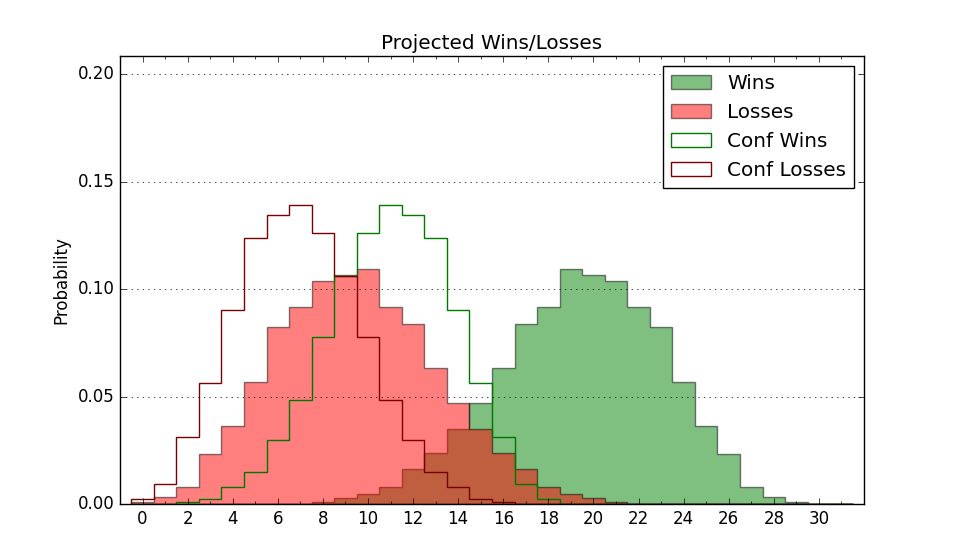 Projected Wins/Losses
Wins
Losses
Conf Wins
Conf Losses
Probability
0.20
0.15
0.10
0.05
0.00
0 2 4 6 8 10 12 14 16 18 20 22 24 26 28 30